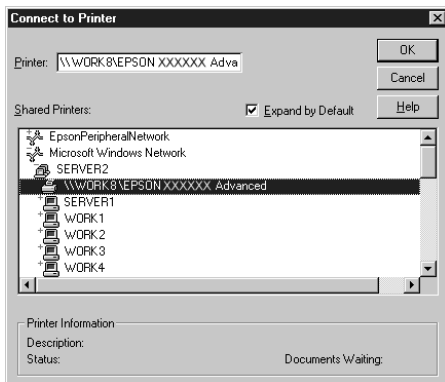 Connect to Printer
Printer: \\WORK8\EPSON XXXXXX Adva
OK
Cancel
Help
Shared Printers:
Expand by Default
EpsonPeripheralNetwork
Microsoft Windows Network
SERVER2
\\WORK8\EPSON XXXXXX Advanced
SERVER1
WORK1
WORK2
WORK3
WORK4
Printer Information
Description:
Status:
Documents Waiting: